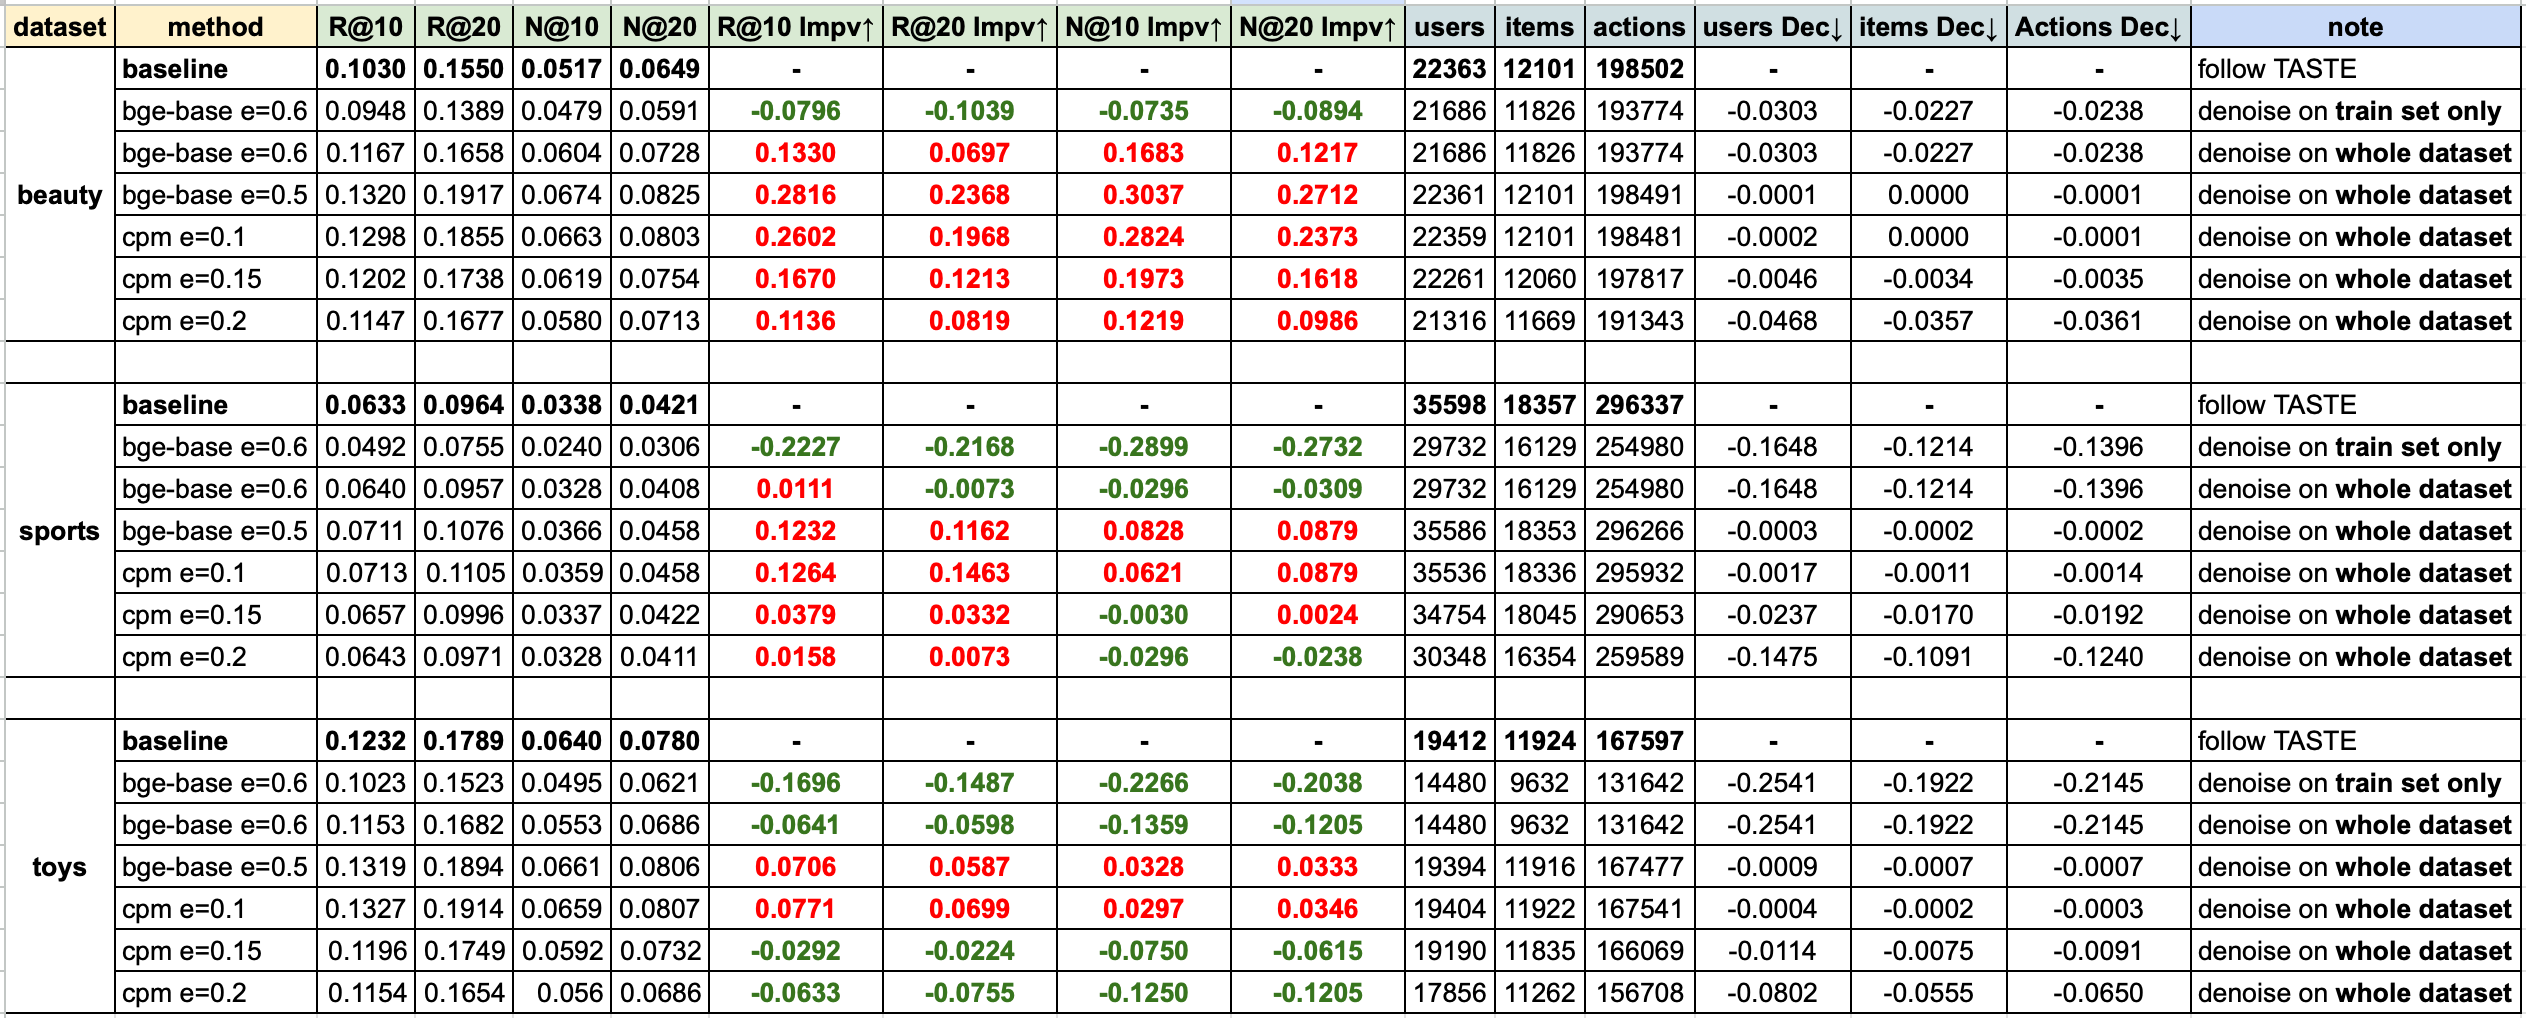 dataset method R@10 R@20 N@10 N@20 R@10 Impv↑ R@20 Impv↑ N@10 Impv↑ N@20 Impv↑ users items actions users Dec↓ items Dec↓ Actions Dec↓ note
beauty
baseline 0.1030 0.1550 0.0517 0.0649 - - - - 22363 12101 198502 - - - follow TASTE
bge-base e=0.6 0.0948 0.1389 0.0479 0.0591 -0.0796 -0.1039 -0.0735 -0.0894 21686 11826 193774 -0.0303 -0.0227 -0.0238 denoise on train set only
bge-base e=0.6 0.1167 0.1658 0.0604 0.0728 0.1330 0.0697 0.1683 0.1217 21686 11826 193774 -0.0303 -0.0227 -0.0238 denoise on whole dataset
bge-base e=0.5 0.1320 0.1917 0.0674 0.0825 0.2816 0.2368 0.3037 0.2712 22361 12101 198491 -0.0001 0.0000 -0.0001 denoise on whole dataset
cpm e=0.1 0.1298 0.1855 0.0663 0.0803 0.2602 0.1968 0.2824 0.2373 22359 12101 198481 -0.0002 0.0000 -0.0001 denoise on whole dataset
cpm e=0.15 0.1202 0.1738 0.0619 0.0754 0.1670 0.1213 0.1973 0.1618 22261 12060 197817 -0.0046 -0.0034 -0.0035 denoise on whole dataset
cpm e=0.2 0.1147 0.1677 0.0580 0.0713 0.1136 0.0819 0.1219 0.0986 21316 11669 191343 -0.0468 -0.0357 -0.0361 denoise on whole dataset
sports
baseline 0.0633 0.0964 0.0338 0.0421 - - - - 35598 18357 296337 - - - follow TASTE
bge-base e=0.6 0.0492 0.0755 0.0240 0.0306 -0.2227 -0.2168 -0.2899 -0.2732 29732 16129 254980 -0.1648 -0.1214 -0.1396 denoise on train set only
bge-base e=0.6 0.0640 0.0957 0.0328 0.0408 0.0111 -0.0073 -0.0296 -0.0309 29732 16129 254980 -0.1648 -0.1214 -0.1396 denoise on whole dataset
bge-base e=0.5 0.0711 0.1076 0.0366 0.0458 0.1232 0.1162 0.0828 0.0879 35586 18353 296266 -0.0003 -0.0002 -0.0002 denoise on whole dataset
cpm e=0.1 0.0713 0.1105 0.0359 0.0458 0.1264 0.1463 0.0621 0.0879 35536 18336 295932 -0.0017 -0.0011 -0.0014 denoise on whole dataset
cpm e=0.15 0.0657 0.0996 0.0337 0.0422 0.0379 0.0332 -0.0030 0.0024 34754 18045 290653 -0.0237 -0.0170 -0.0192 denoise on whole dataset
cpm e=0.2 0.0643 0.0971 0.0328 0.0411 0.0158 0.0073 -0.0296 -0.0238 30348 16354 259589 -0.1475 -0.1091 -0.1240 denoise on whole dataset
toys
baseline 0.1232 0.1789 0.0640 0.0780 - - - - 19412 11924 167597 - - - follow TASTE
bge-base e=0.6 0.1023 0.1523 0.0495 0.0621 -0.1696 -0.1487 -0.2266 -0.2038 14480 9632 131642 -0.2541 -0.1922 -0.2145 denoise on train set only
bge-base e=0.6 0.1153 0.1682 0.0553 0.0686 -0.0641 -0.0598 -0.1359 -0.1205 14480 9632 131642 -0.2541 -0.1922 -0.2145 denoise on whole dataset
bge-base e=0.5 0.1319 0.1894 0.0661 0.0806 0.0706 0.0587 0.0328 0.0333 19394 11916 167477 -0.0009 -0.0007 -0.0007 denoise on whole dataset
cpm e=0.1 0.1327 0.1914 0.0659 0.0807 0.0771 0.0699 0.0297 0.0346 19404 11922 167541 -0.0004 -0.0002 -0.0003 denoise on whole dataset
cpm e=0.15 0.1196 0.1749 0.0592 0.0732 -0.0292 -0.0224 -0.0750 -0.0615 19190 11835 166069 -0.0114 -0.0075 -0.0091 denoise on whole dataset
cpm e=0.2 0.1154 0.1654 0.056 0.0686 -0.0633 -0.0755 -0.1250 -0.1205 17856 11262 156708 -0.0802 -0.0555 -0.0650 denoise on whole dataset